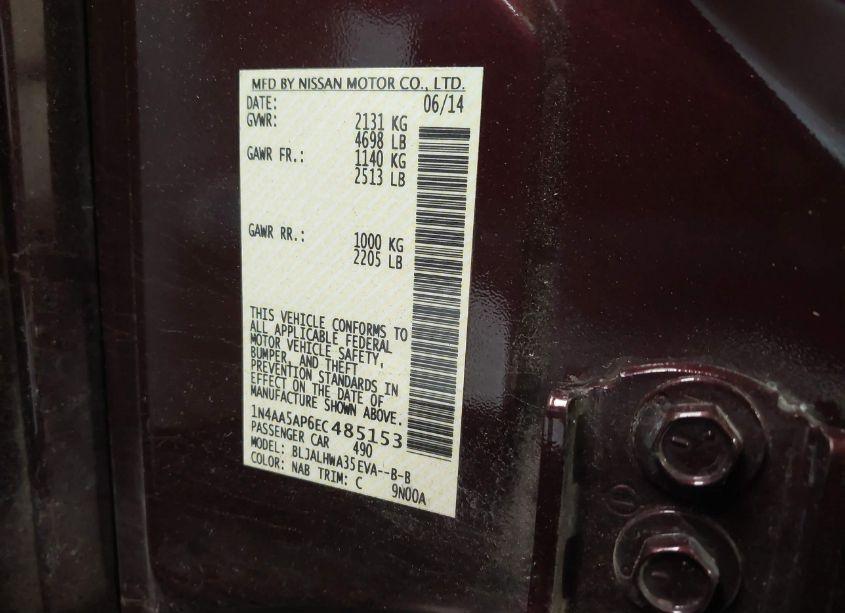 MFD BY NISSAN MOTOR CO., LTD.
DATE: 06/14
GVWR: 2131 KG
4698 LB
GAWR FR.: 1140 KG
2513 LB
GAWR RR.: 1000 KG
2205 LB
THIS VEHICLE CONFORMS TO
ALL APPLICABLE FEDERAL
MOTOR VEHICLE SAFETY,
BUMPER, AND THEFT
PREVENTION STANDARDS IN
EFFECT ON THE DATE OF
MANUFACTURE SHOWN ABOVE.
1N4AA5AP6EC485153
PASSENGER CAR 490
MODEL: BLJALHWA35EVA--B-B
COLOR: NAB TRIM: C 9N00A